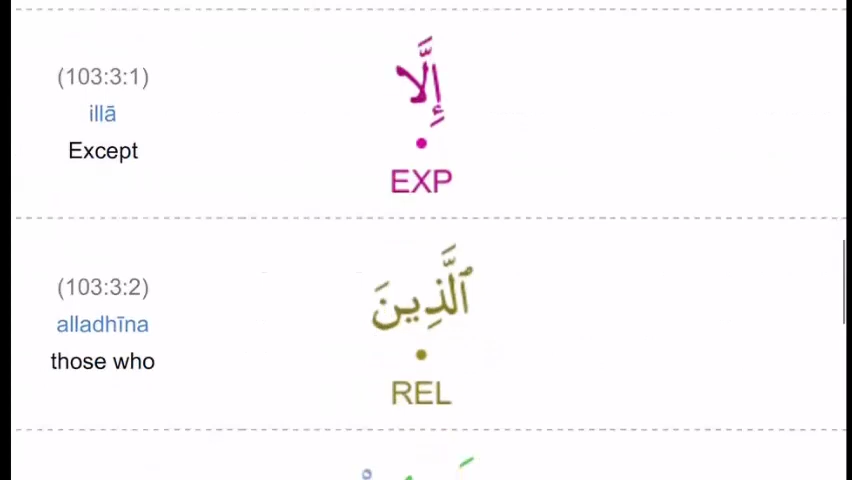 (103:3:1)
illā
Except
إِلَّا
EXP
(103:3:2)
alladhīna
those who
ٱلَّذِينَ
REL